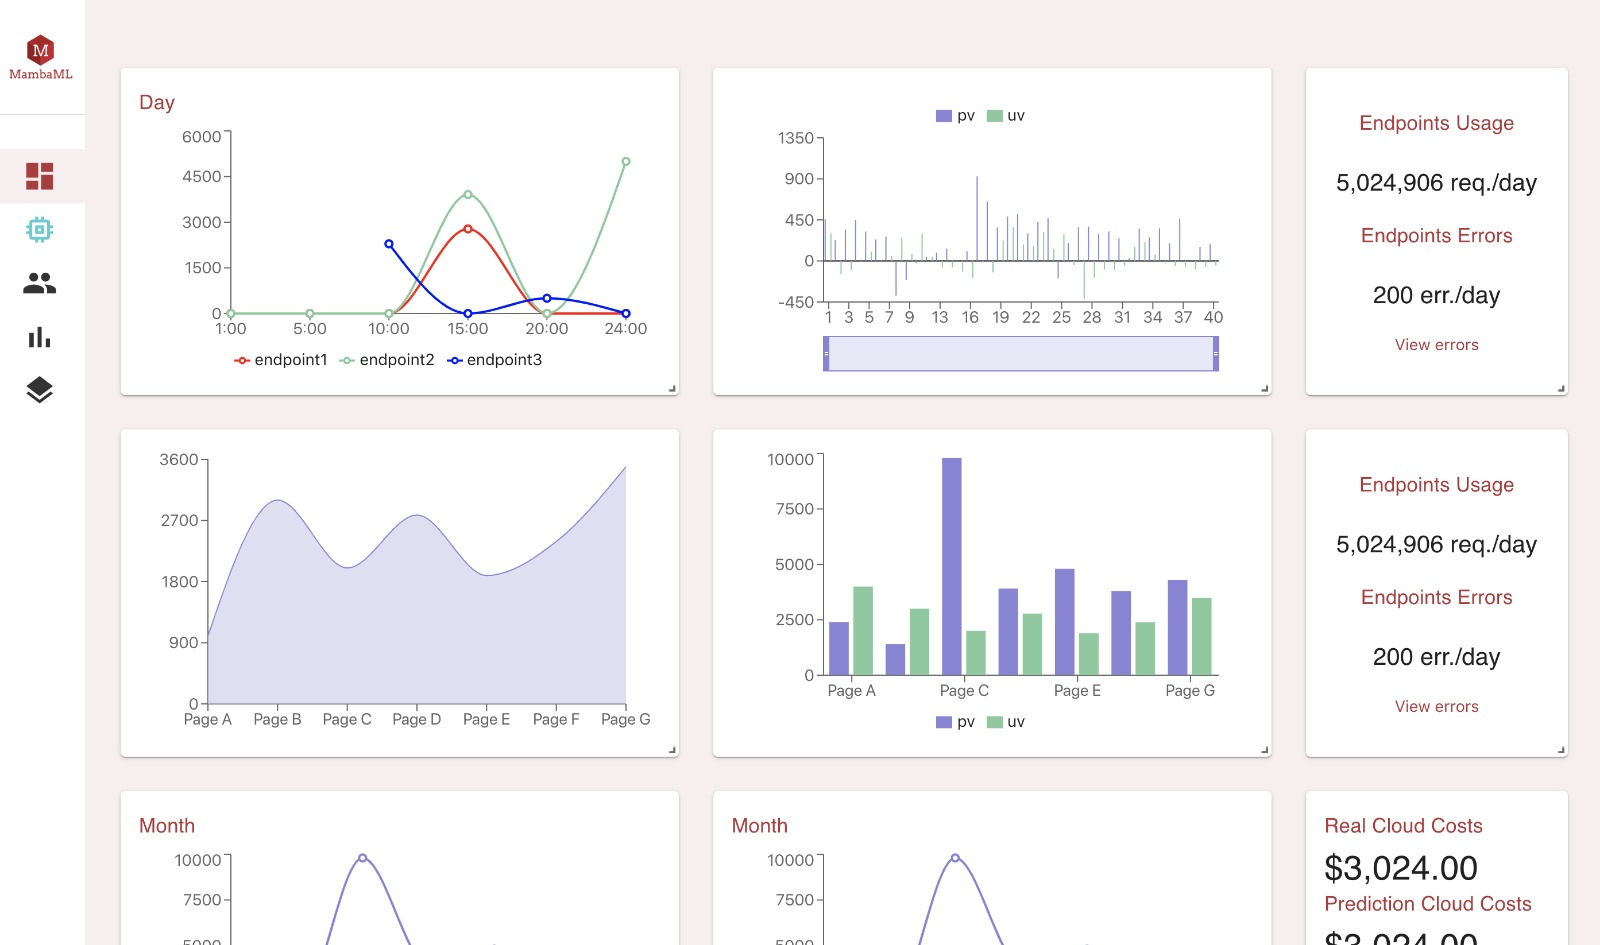 M
MambaML
Day
6000
4500
3000
1500
0
1:00 5:00 10:00 15:00 20:00 24:00
endpoint1 endpoint2 endpoint3
pv uv
1350
900
450
0
-450
1 3 5 7 9 13 16 19 22 25 28 31 34 37 40
Endpoints Usage
5,024,906 req./day
Endpoints Errors
200 err./day
View errors
3600
2700
1800
900
0
Page A Page B Page C Page D Page E Page F Page G
10000
7500
5000
2500
0
Page A Page C Page E Page G
pv uv
Endpoints Usage
5,024,906 req./day
Endpoints Errors
200 err./day
View errors
Month
10000
7500
5000
Month
10000
7500
5000
Real Cloud Costs
$3,024.00
Prediction Cloud Costs
$3,024.00